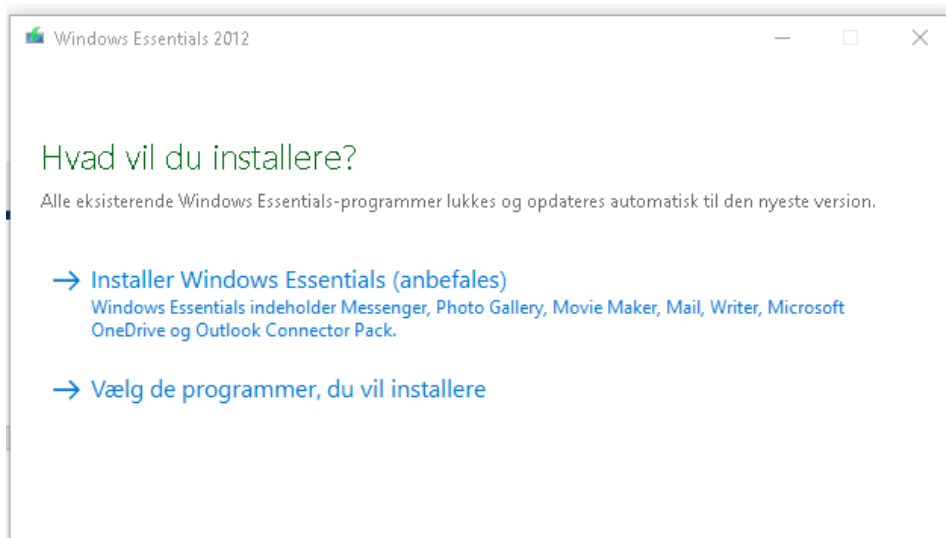 Windows Essentials 2012
Hvad vil du installere?
Alle eksisterende Windows Essentials-programmer lukkes og opdateres automatisk til den nyeste version.
Installer Windows Essentials (anbefales)
Windows Essentials indeholder Messenger, Photo Gallery, Movie Maker, Mail, Writer, Microsoft
OneDrive og Outlook Connector Pack.
Vælg de programmer, du vil installere